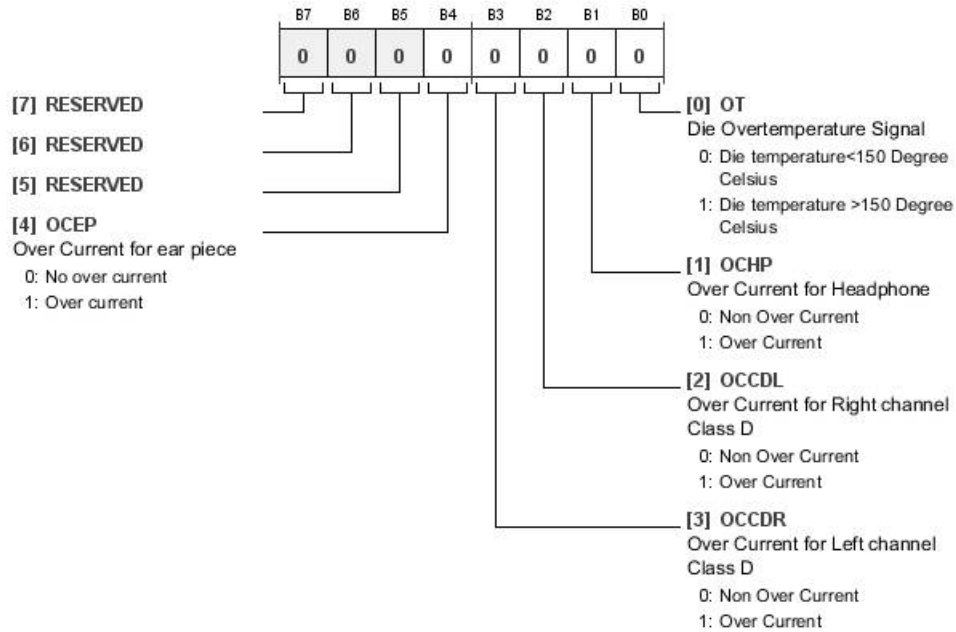 B7 B6 B5 B4 B3 B2 B1 B0
0 0 0 0 0 0 0 0
[7] RESERVED
[6] RESERVED
[5] RESERVED
[4] OCEP
Over Current for ear piece
0: No over current
1: Over current
[0] OT
Die Overtemperature Signal
0: Die temperature<150 Degree
Celsius
1: Die temperature >150 Degree
Celsius
[1] OCHP
Over Current for Headphone
0: Non Over Current
1: Over Current
[2] OCCDL
Over Current for Right channel
Class D
0: Non Over Current
1: Over Current
[3] OCCDR
Over Current for Left channel
Class D
0: Non Over Current
1: Over Current